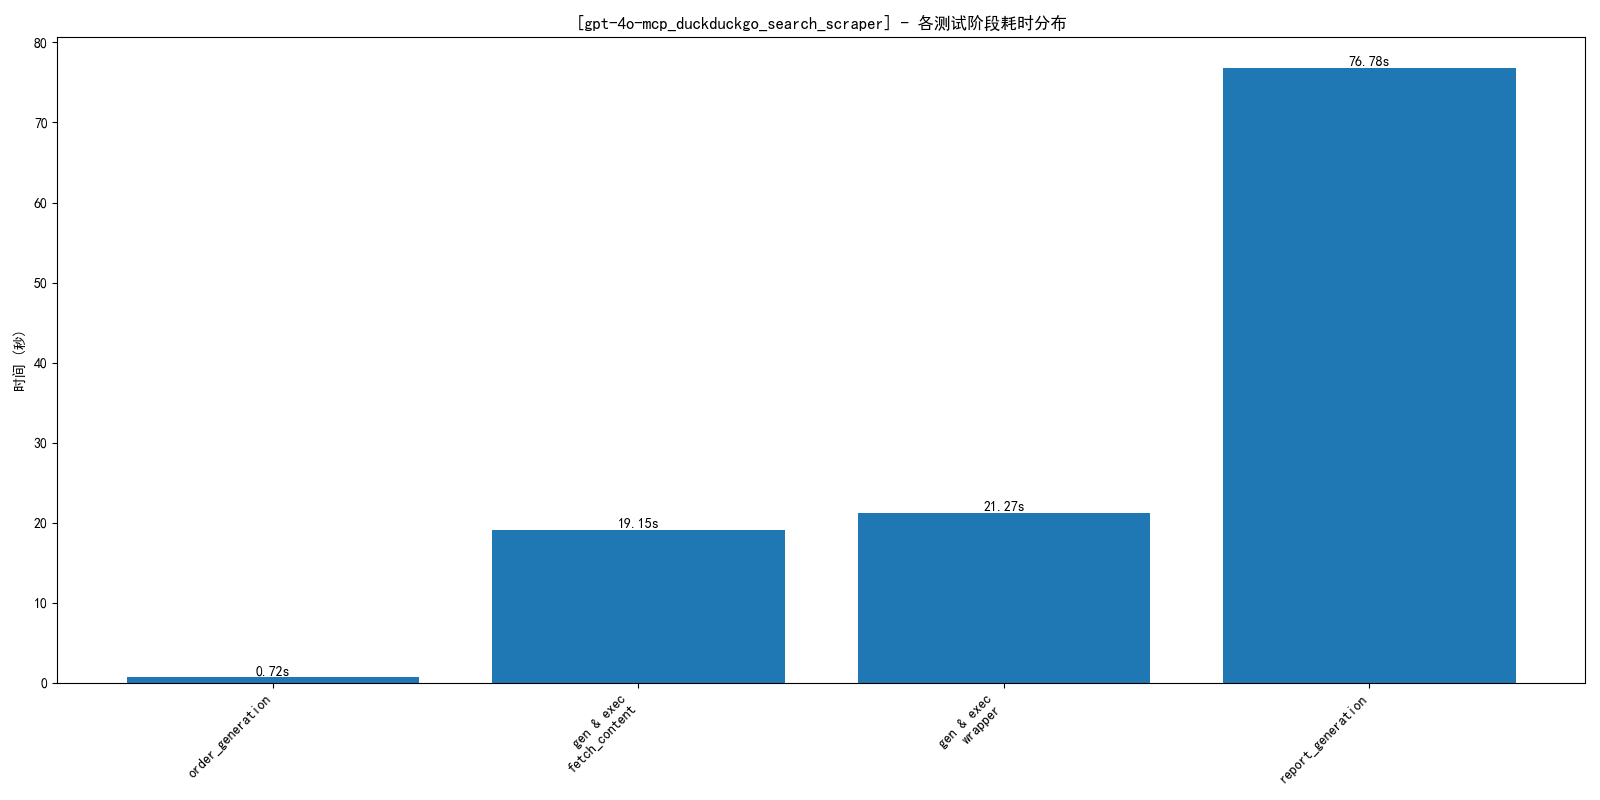 [gpt-4o-mcp_duckduckgo_search_scraper] - 各测试阶段耗时分布
时间 (秒)
80
70
60
50
40
30
20
10
0
0.72s
19.15s
21.27s
76.78s
order_generation
gen & exec
fetch_content
gen & exec
wrapper
report_generation